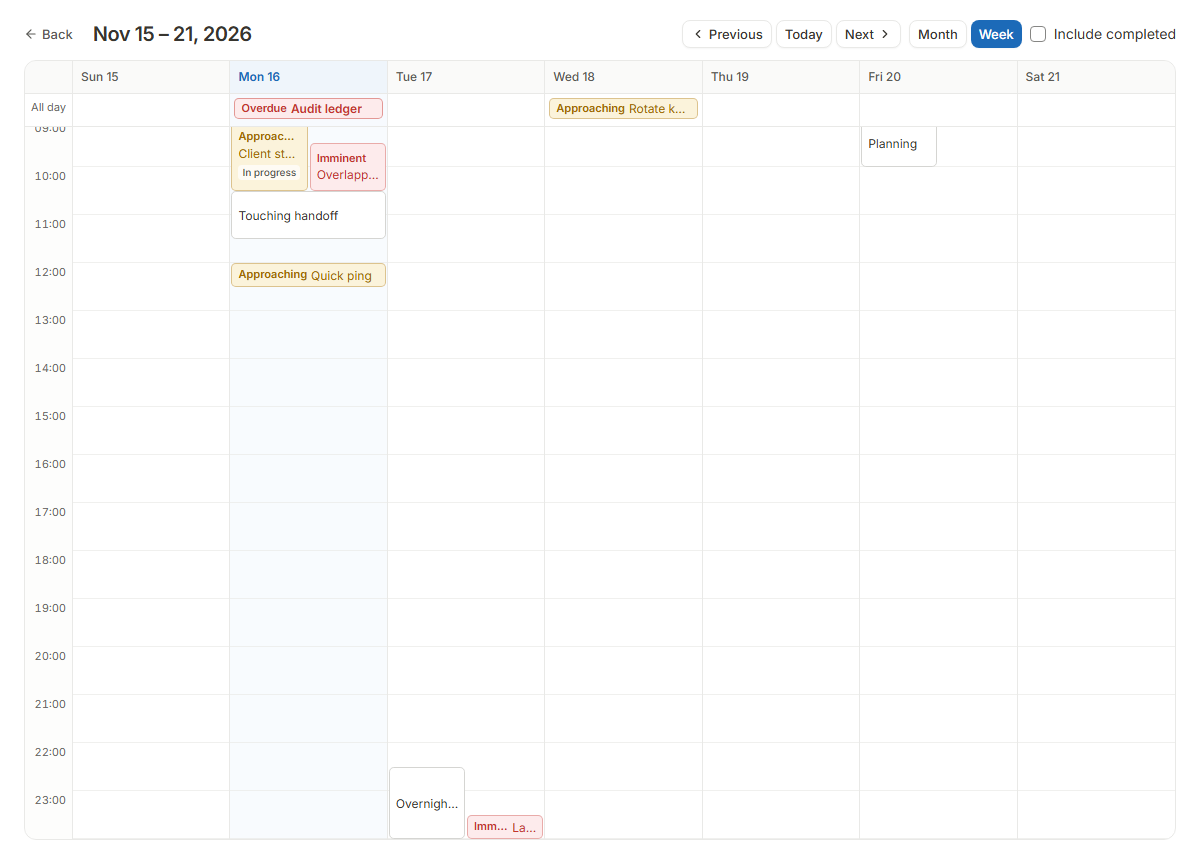 Back
Nov 15 – 21, 2026
Previous
Today
Next
Month
Week
Include completed
Sun 15
Mon 16
Tue 17
Wed 18
Thu 19
Fri 20
Sat 21
All day
Overdue Audit ledger
Approaching Rotate k...
09:00
Approac...
Client st...
In progress
Imminent
Overlapp...
Planning
10:00
Touching handoff
11:00
12:00
Approaching Quick ping
13:00
14:00
15:00
16:00
17:00
18:00
19:00
20:00
21:00
22:00
23:00
Overnigh...
Imm... La...